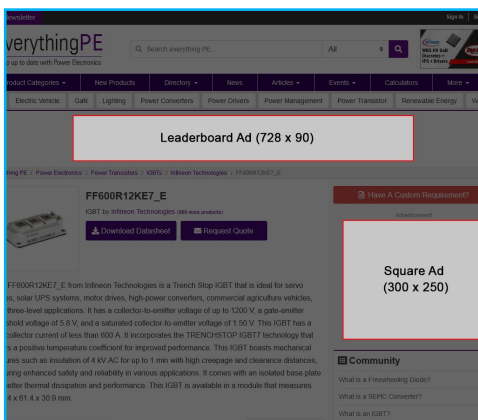 Newsletter
Sign In
verythingPE
Search everything PE...
All
p up to date with Power Electronics
roduct Categories
New Products
Directory
News
Articles
Events
Calculators
More
Electric Vehicle
GaN
Lighting
Power Converters
Power Drivers
Power Management
Power Transistor
Renewable Energy
Leaderboard Ad (728 x 90)
thing PE / Power Electronics / Power Transistors / IGBTs / Infineon Technologies / FF600R12KE7_E
FF600R12KE7_E
IGBT by Infineon Technologies
Download Datasheet
Request Quote
Have A Custom Requirement?
Advertisement
Square Ad
(300 x 250)
FF600R12KE7_E from Infineon Technologies is a Trench Stop IGBT that is ideal for servo
s, solar UPS systems, motor drives, high-power converters, commercial agriculture vehicles,
three-level applications. It has a collector-to-emitter voltage of up to 1200 V, a gate-emitter
shold voltage of 5.8 V, and a saturated collector-to-emitter voltage of 1.50 V. This IGBT has a
collector current of less than 600 A. It incorporates the TRENCHSTOP IGBT7 technology that
s a positive temperature coefficient for improved performance. This IGBT boasts mechanical
ures such as insulation of 4 kV AC for up to 1 min with high creepage and clearance distances,
uring enhanced safety and reliability in various applications. It comes with an isolated base plate
better thermal dissipation and performance. This IGBT is available in a module that measures
4 x 61.4 x 30.9 mm.
Community
What is a Freewheeling Diode?
What is a SEPIC Converter?
What is an IGBT?